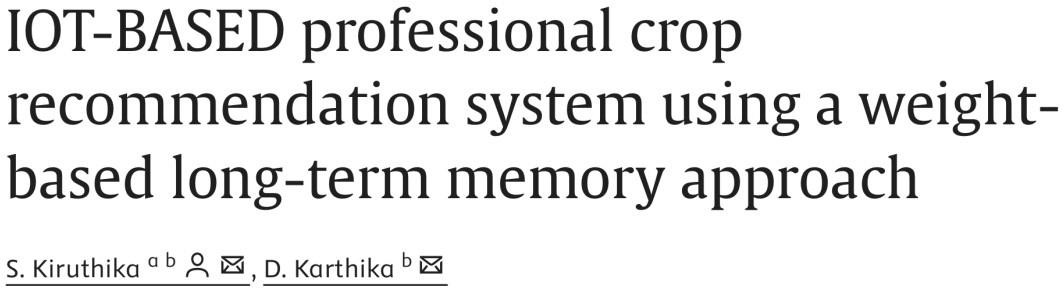 IOT-BASED professional crop
recommendation system using a weight-
based long-term memory approach
S. Kiruthika a b, D. Karthika b